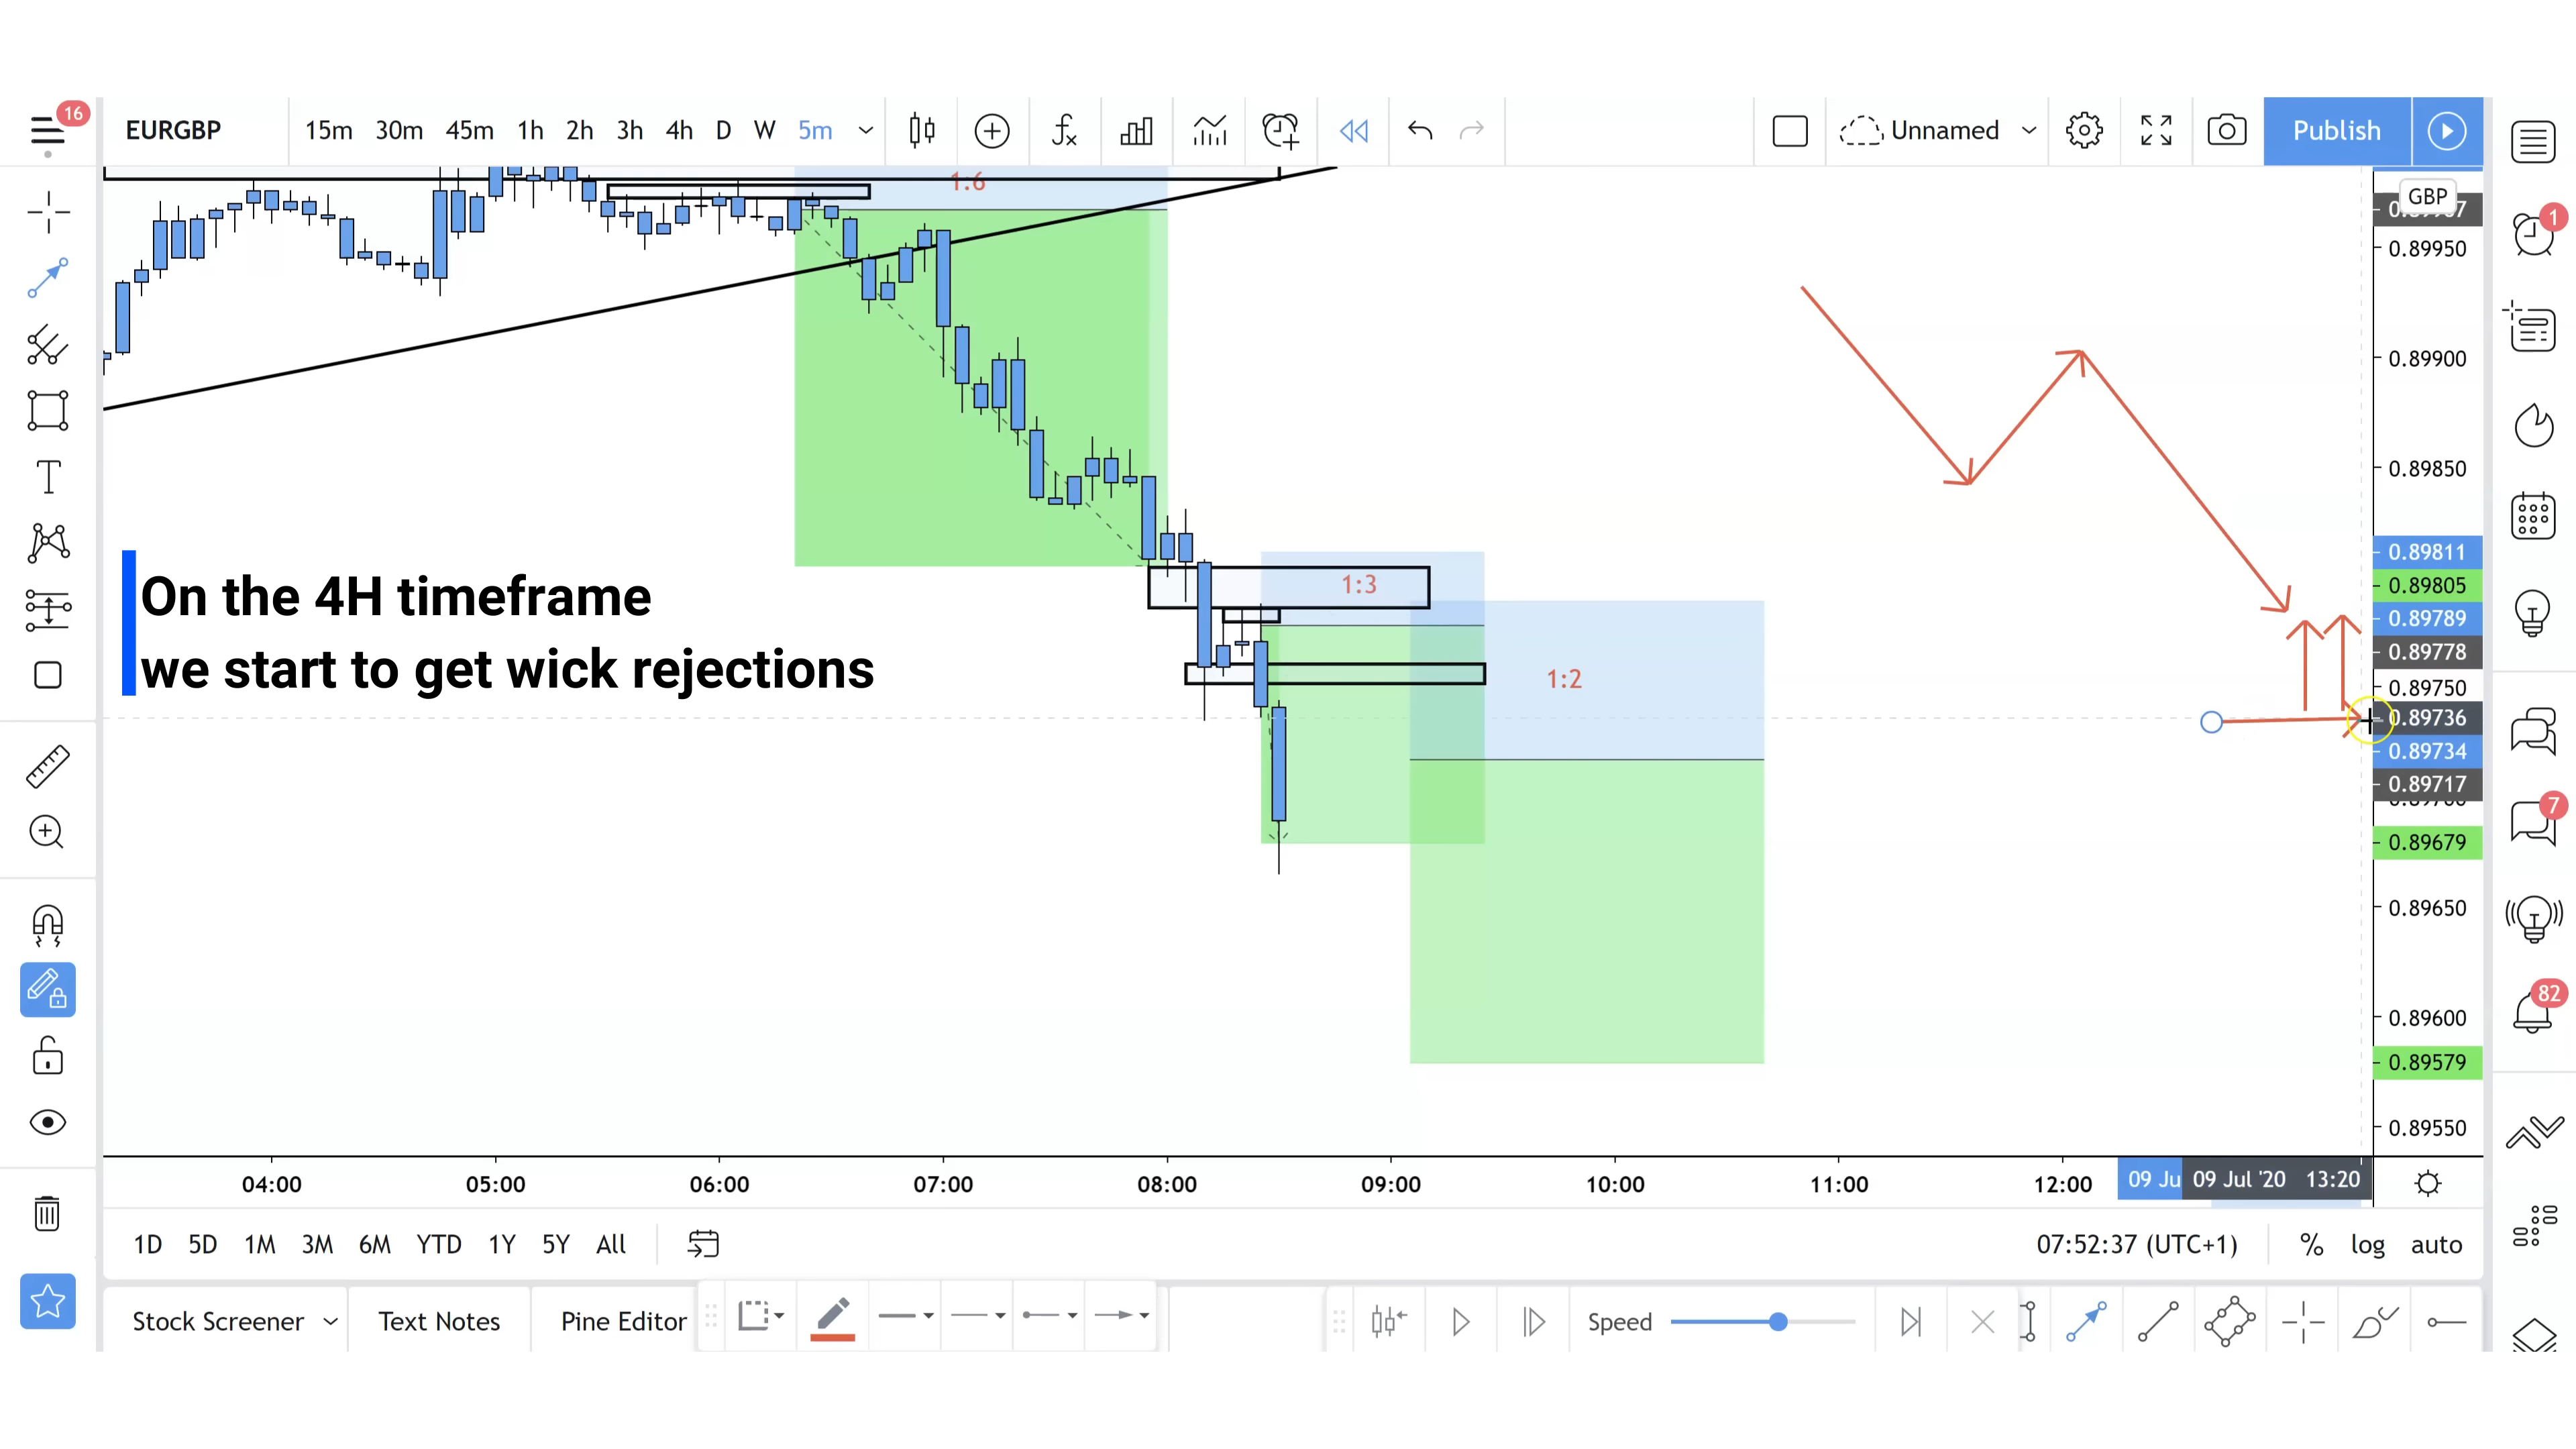 16
EURGBP
15m 30m 45m 1h 2h 3h 4h D W 5m
Unnamed
Publish
1:6
GBP
0.89950
1
0.89900
0.89850
0.89811
1:3
0.89805
On the 4H timeframe
0.89789
0.89778
we start to get wick rejections
1:2
0.89750
0.89736
0.89734
0.89717
7
0.89679
0.89650
82
0.89600
0.89579
0.89550
04:00 05:00 06:00 07:00 08:00 09:00 10:00 11:00 12:00 09 Ju 09 Jul '20 13:20
1D 5D 1M 3M 6M YTD 1Y 5Y All
07:52:37 (UTC+1) % log auto
Stock Screener Text Notes Pine Editor Speed